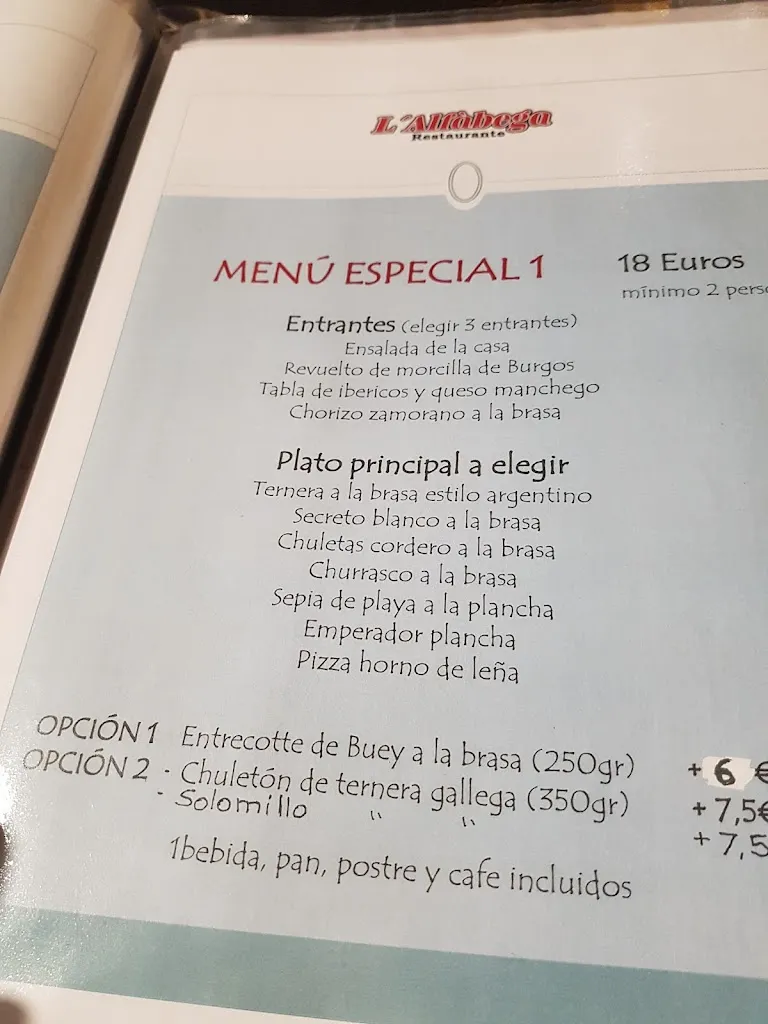 L'Alfàbega
Restaurante
MENÚ ESPECIAL 1 18 Euros
mínimo 2 perso
Entrantes (elegir 3 entrantes)
Ensalada de la casa
Revuelto de morcilla de Burgos
Tabla de ibericos y queso manchego
Chorizo zamorano a la brasa
Plato principal a elegir
Ternera a la brasa estilo argentino
Secreto blanco a la brasa
Chuletas cordero a la brasa
Churrasco a la brasa
Sepia de playa a la plancha
Emperador plancha
Pizza horno de leña
OPCIÓN 1 Entrecotte de Buey a la brasa (250gr) + 6 €
OPCIÓN 2 - Chuletón de ternera gallega (350gr) + 7,5€
- Solomillo " " + 7,5
1bebida, pan, postre y cafe incluidos